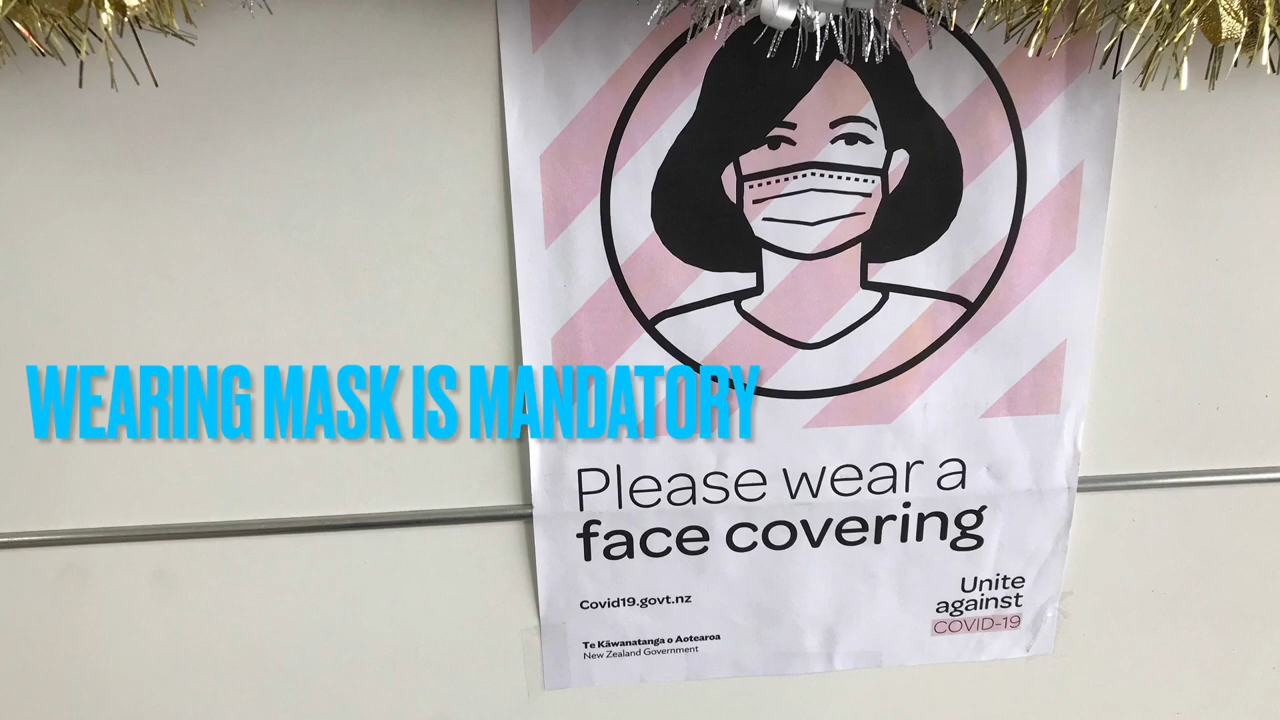 WEARING MASK IS MANDATORY
Please wear a
face covering
Covid19.govt.nz
Unite
against
COVID-19
Te Kāwanatanga o Aotearoa
New Zealand Government